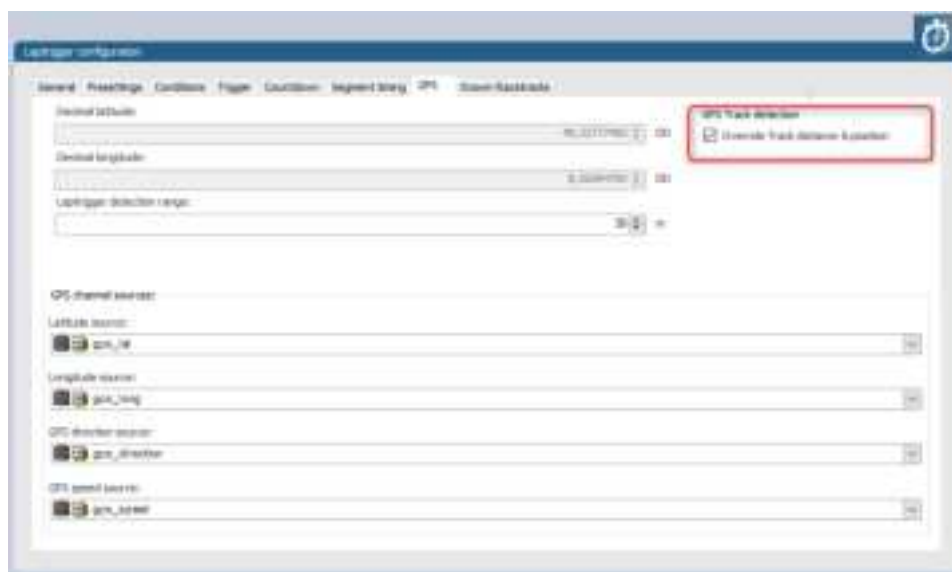 Laptrigger configuration
General Presettings Conditions Trigger Countdown Segment timing GPS
Decimal latitude:
GPS Track detection
Override Track distance & position
Decimal longitude:
Laptrigger detection range:
30 m
GPS channel sources:
Latitude source:
gps_lat
Longitude source:
gps_long
GPS direction source:
gps_direction
GPS speed source:
gps_speed